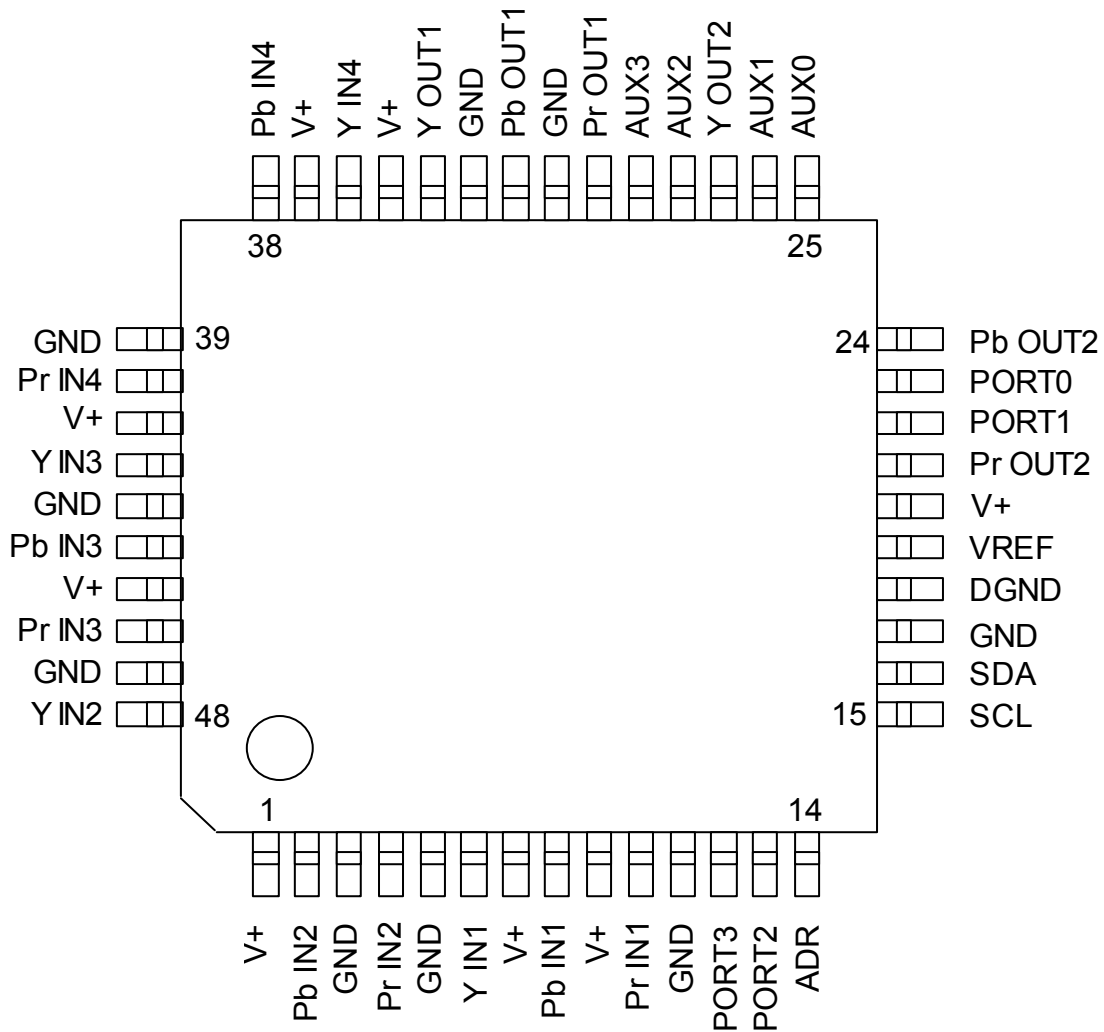 Pb IN4
V+
Y IN4
V+
Y OUT1
GND
Pb OUT1
GND
Pr OUT1
AUX3
AUX2
Y OUT2
AUX1
AUX0
38
25
GND
Pr IN4
V+
Y IN3
GND
Pb IN3
V+
Pr IN3
GND
Y IN2
39
48
24
15
Pb OUT2
PORT0
PORT1
Pr OUT2
V+
VREF
DGND
GND
SDA
SCL
1
14
V+
Pb IN2
GND
Pr IN2
GND
Y IN1
V+
Pb IN1
V+
Pr IN1
GND
PORT3
PORT2
ADR